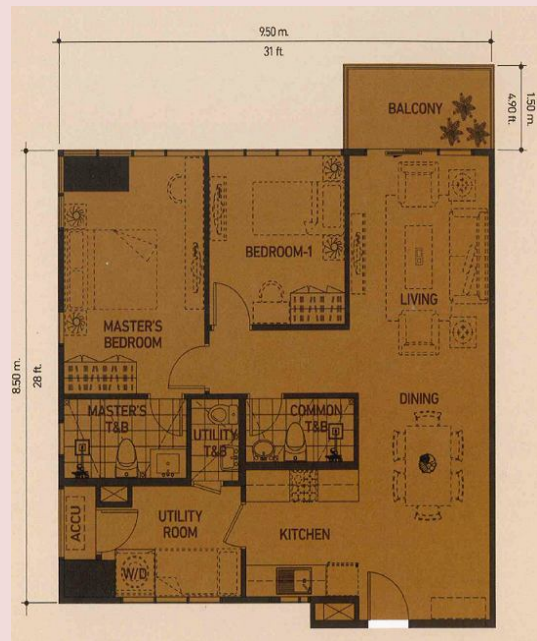 9.50 m.
31 ft.
1.50 m.
4.90 ft.
BALCONY
BEDROOM-1
LIVING
MASTER'S
BEDROOM
8.50 m.
28 ft.
DINING
MASTER'S
T&B
UTILITY
T&B
COMMON
T&B
ACCU
UTILITY
ROOM
KITCHEN
W/D